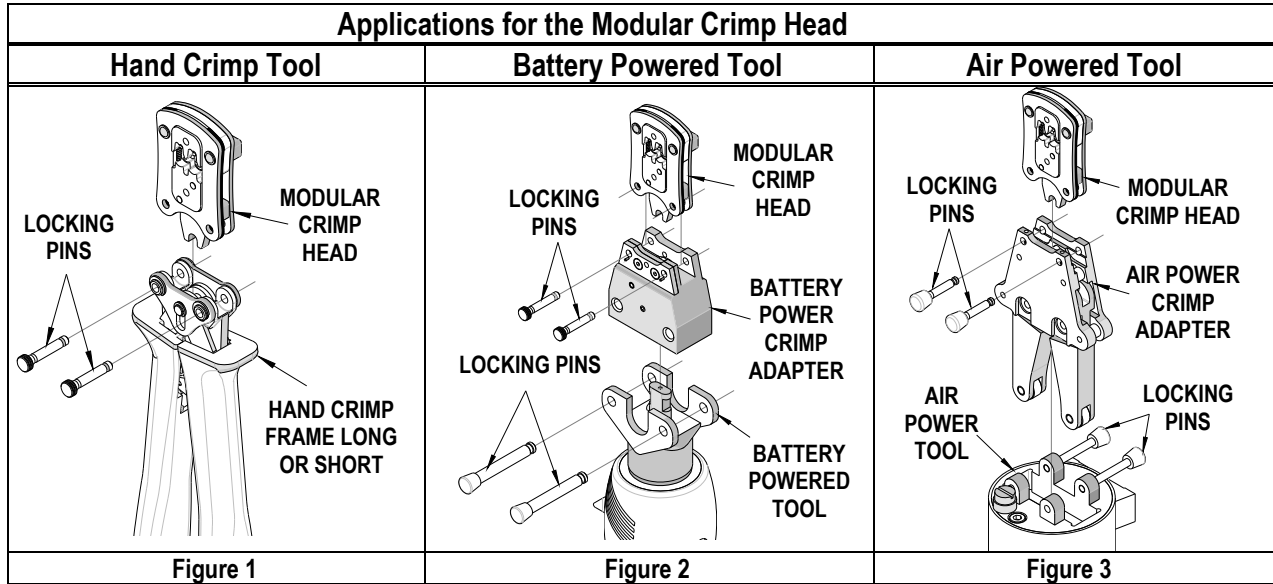 Applications for the Modular Crimp Head
Hand Crimp Tool
Battery Powered Tool
Air Powered Tool
MODULAR
CRIMP
HEAD
LOCKING
PINS
HAND CRIMP
FRAME LONG
OR SHORT
MODULAR
CRIMP
HEAD
LOCKING
PINS
BATTERY
POWER
CRIMP
ADAPTER
LOCKING PINS
BATTERY
POWERED
TOOL
LOCKING
PINS
MODULAR
CRIMP HEAD
AIR POWER
CRIMP
ADAPTER
AIR
POWER
TOOL
LOCKING
PINS
Figure 1
Figure 2
Figure 3